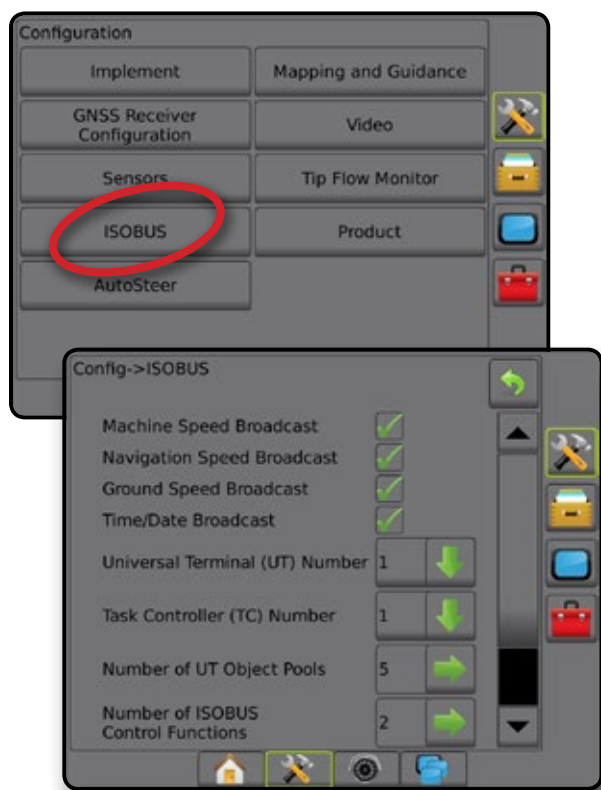 Configuration
Implement
Mapping and Guidance
GNSS Receiver
Configuration
Video
Sensors
Tip Flow Monitor
ISOBUS
Product
AutoSteer
Config->ISOBUS
Machine Speed Broadcast
Navigation Speed Broadcast
Ground Speed Broadcast
Time/Date Broadcast
Universal Terminal (UT) Number 1
Task Controller (TC) Number 1
Number of UT Object Pools 5
Number of ISOBUS
Control Functions 2